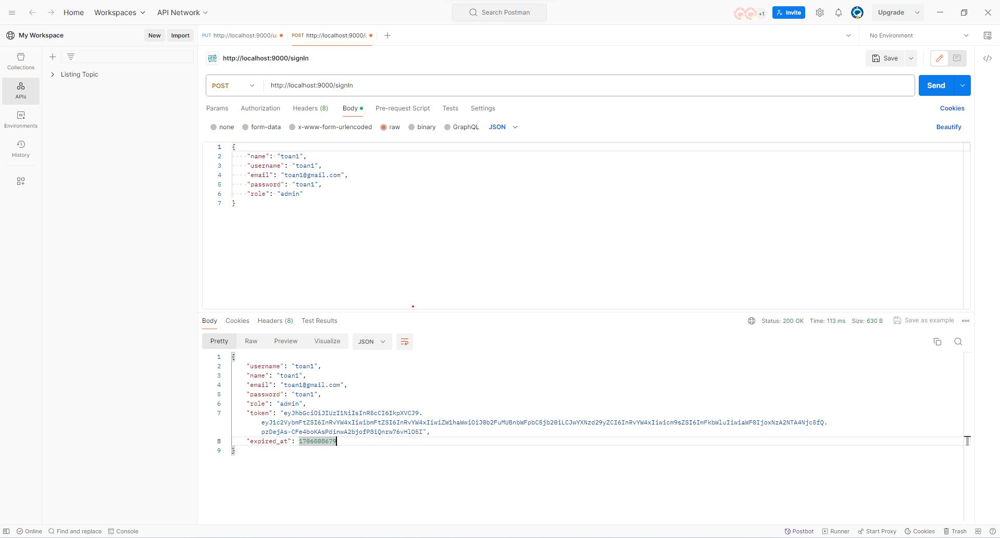 Home Workspaces API Network Search Postman +1 Invite Upgrade
My Workspace New Import PUT http://localhost:9000/u POST http://localhost:9000/ No Environment
Collections
APIs
Environments
History
Listing Topic
HTTP http://localhost:9000/signIn Save
POST http://localhost:9000/signIn Send
Params Authorization Headers (8) Body Pre-request Script Tests Settings Cookies
none form-data x-www-form-urlencoded raw binary GraphQL JSON Beautify
1 {
2 "name": "toan1",
3 "username": "toan1",
4 "email": "toan1@gmail.com",
5 "password": "toan1",
6 "role": "admin"
7 }
Body Cookies Headers (8) Test Results Status: 200 OK Time: 113 ms Size: 630 B Save as example
Pretty Raw Preview Visualize JSON
1 {
2 "username": "toan1",
3 "name": "toan1",
4 "email": "toan1@gmail.com",
5 "password": "toan1",
6 "role": "admin",
7 "token": "eyJhbGciOiJIUzI1NiIsInR5cCI6IkpXVCJ9.
eyJ1c2VybmFtZSI6InRvYW4xIiwibmFtZSI6InRvYW4xIiwiZW1haWwiOiJ0b2FuMUBnbWFpbC5jb20iLCJwYXNzd29yZCI6InRvYW4xIiwicm9sZSI6ImFkbWluIiwiaWF0IjoxNzA2NTA4Njc5fQ.
pzDejAs-CFe4boKAsPdinwA2bjofP8iQnrw76vHlO5I",
8 "expired_at": 1706508679
9 }
Online Find and replace Console Postbot Runner Start Proxy Cookies Trash